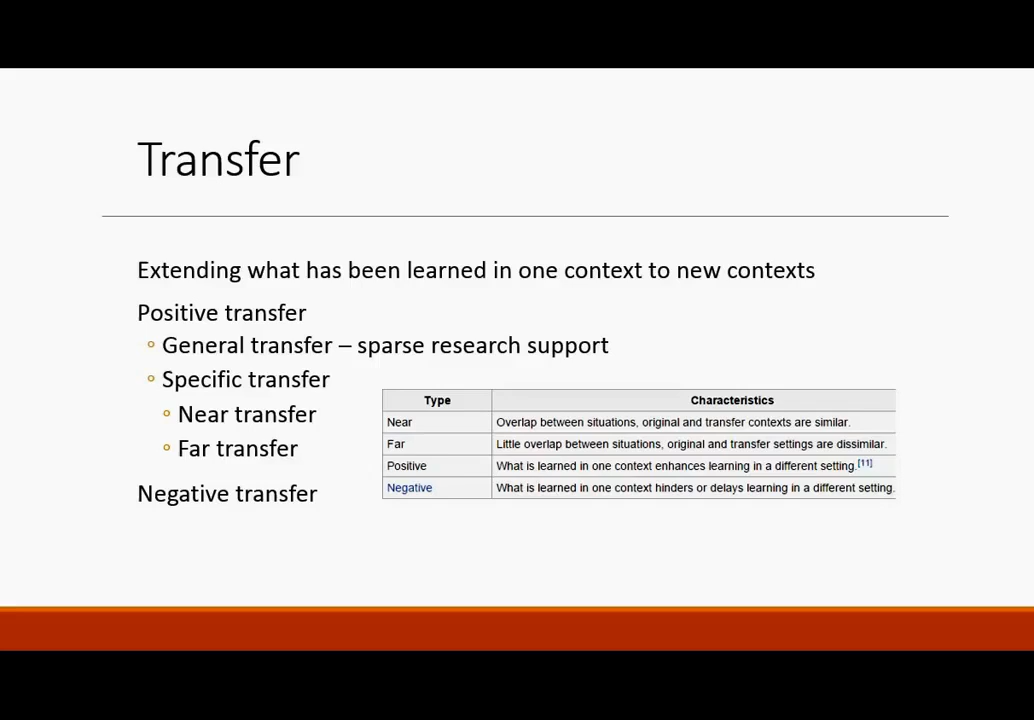 Transfer
Extending what has been learned in one context to new contexts
Positive transfer
General transfer – sparse research support
Specific transfer
Near transfer
Far transfer
Negative transfer
Type Characteristics
Near Overlap between situations, original and transfer contexts are similar.
Far Little overlap between situations, original and transfer settings are dissimilar.
Positive What is learned in one context enhances learning in a different setting.[11]
Negative What is learned in one context hinders or delays learning in a different setting.